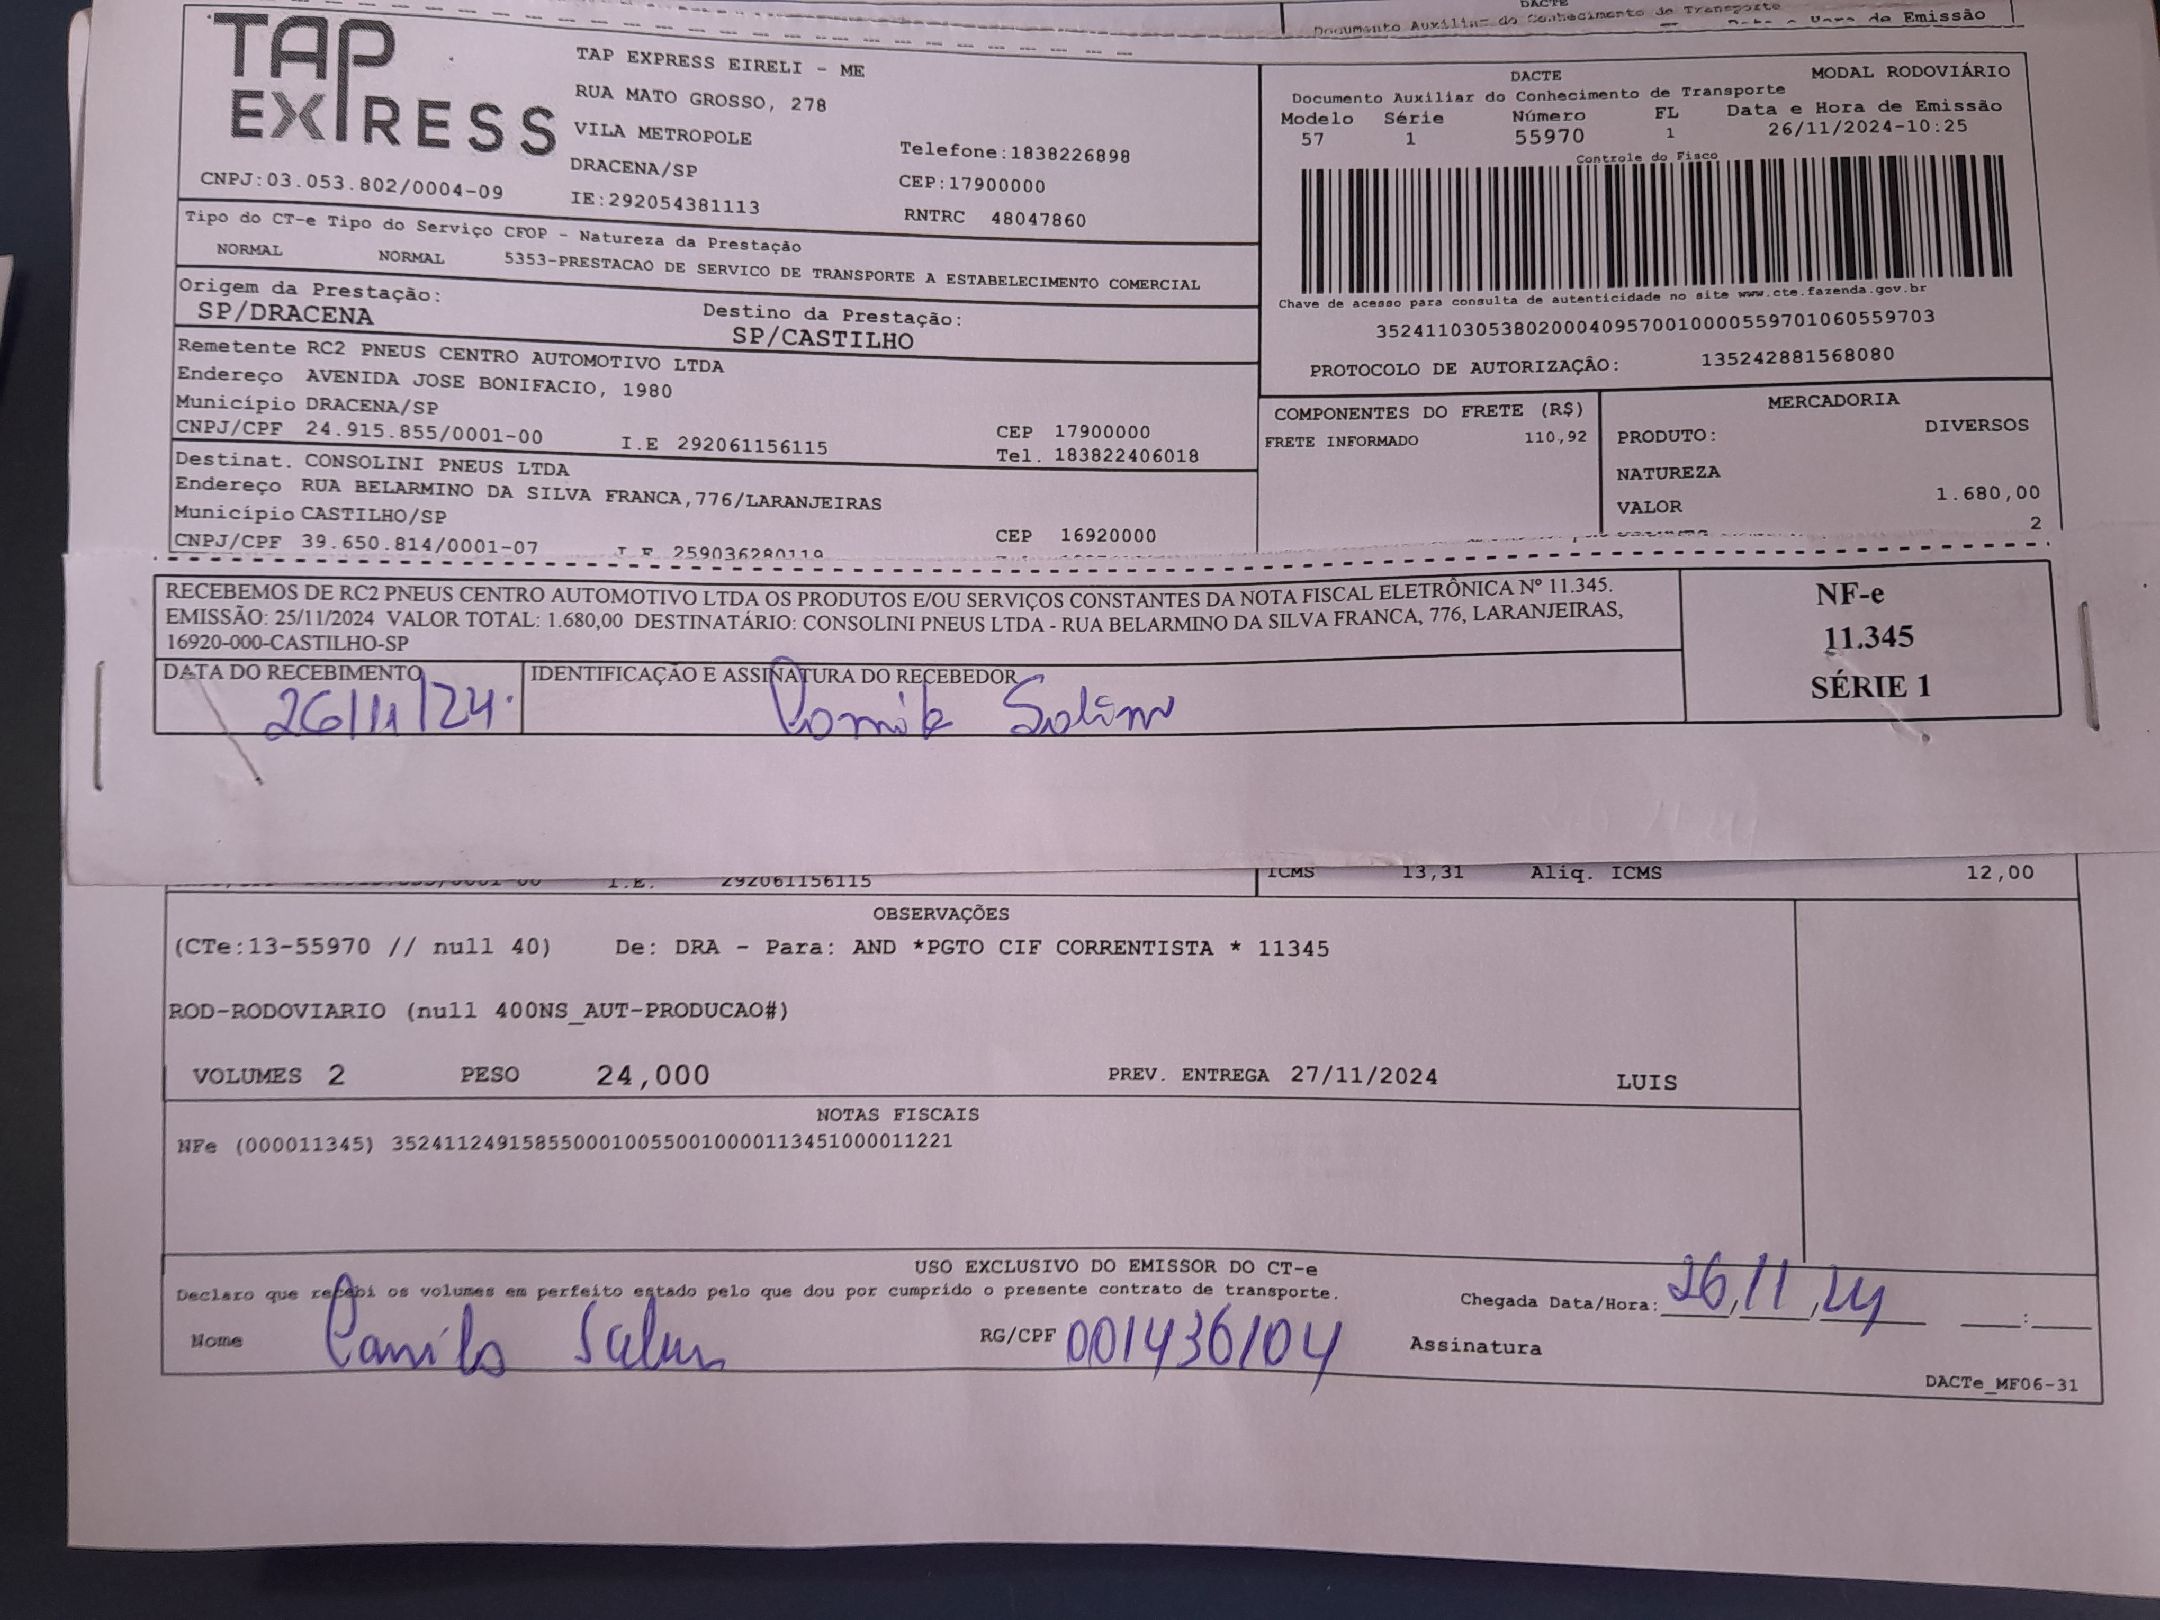 DACTE
Documento Auxiliar do Conhecimento de Transporte
Data e Hora de Emissão
TAP EXPRESS
TAP EXPRESS EIRELI - ME
RUA MATO GROSSO, 278
VILA METROPOLE
DRACENA/SP
IE:292054381113
CNPJ:03.053.802/0004-09
Telefone:1838226898
CEP:17900000
RNTRC 48047860
DACTE MODAL RODOVIÁRIO
Documento Auxiliar do Conhecimento de Transporte
Modelo Série Número FL Data e Hora de Emissão
57 1 55970 1 26/11/2024-10:25
Controle do Fisco
Chave de acesso para consulta de autenticidade no site www.cte.fazenda.gov.br
35241103053802000409570010000559701060559703
PROTOCOLO DE AUTORIZAÇÃO: 135242881568080
Tipo do CT-e Tipo do Serviço CFOP - Natureza da Prestação
NORMAL NORMAL 5353-PRESTACAO DE SERVICO DE TRANSPORTE A ESTABELECIMENTO COMERCIAL
Origem da Prestação: Destino da Prestação:
SP/DRACENA SP/CASTILHO
Remetente RC2 PNEUS CENTRO AUTOMOTIVO LTDA
Endereço AVENIDA JOSE BONIFACIO, 1980
Município DRACENA/SP CEP 17900000
CNPJ/CPF 24.915.855/0001-00 I.E 292061156115 Tel. 183822406018
Destinat. CONSOLINI PNEUS LTDA
Endereço RUA BELARMINO DA SILVA FRANCA,776/LARANJEIRAS
Município CASTILHO/SP CEP 16920000
CNPJ/CPF 39.650.814/0001-07 I.E 259036280119
COMPONENTES DO FRETE (R$)
FRETE INFORMADO 110,92
MERCADORIA
PRODUTO: DIVERSOS
NATUREZA
VALOR 1.680,00
2
RECEBEMOS DE RC2 PNEUS CENTRO AUTOMOTIVO LTDA OS PRODUTOS E/OU SERVIÇOS CONSTANTES DA NOTA FISCAL ELETRÔNICA Nº 11.345.
EMISSÃO: 25/11/2024 VALOR TOTAL: 1.680,00 DESTINATÁRIO: CONSOLINI PNEUS LTDA - RUA BELARMINO DA SILVA FRANCA, 776, LARANJEIRAS,
16920-000-CASTILHO-SP
DATA DO RECEBIMENTO IDENTIFICAÇÃO E ASSINATURA DO RECEBEDOR
26/11/24
NF-e
11.345
SÉRIE 1
I.E. 292061156115
ICMS 13,31 Aliq. ICMS 12,00
OBSERVAÇÕES
(CTe:13-55970 // null 40) De: DRA - Para: AND *PGTO CIF CORRENTISTA * 11345
ROD-RODOVIARIO (null 400NS_AUT-PRODUCAO#)
VOLUMES 2 PESO 24,000 PREV. ENTREGA 27/11/2024 LUIS
NOTAS FISCAIS
NFe (000011345) 35241124915855000100550010000113451000011221
USO EXCLUSIVO DO EMISSOR DO CT-e
Declaro que recebi os volumes em perfeito estado pelo que dou por cumprido o presente contrato de transporte.
Chegada Data/Hora: 26/11/24 :
Nome Camila RG/CPF 001436104 Assinatura
DACTe_MF06-31